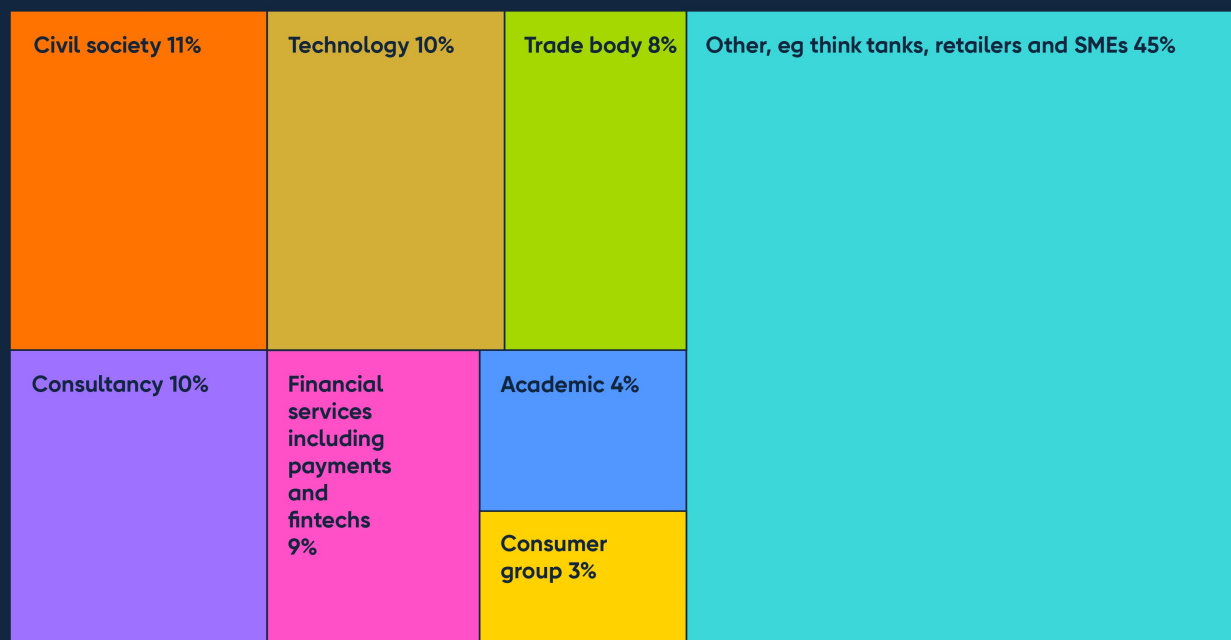 Civil society 11%
Technology 10%
Trade body 8%
Other, eg think tanks, retailers and SMEs 45%
Consultancy 10%
Financial
services
including
payments
and
fintechs
9%
Academic 4%
Consumer
group 3%